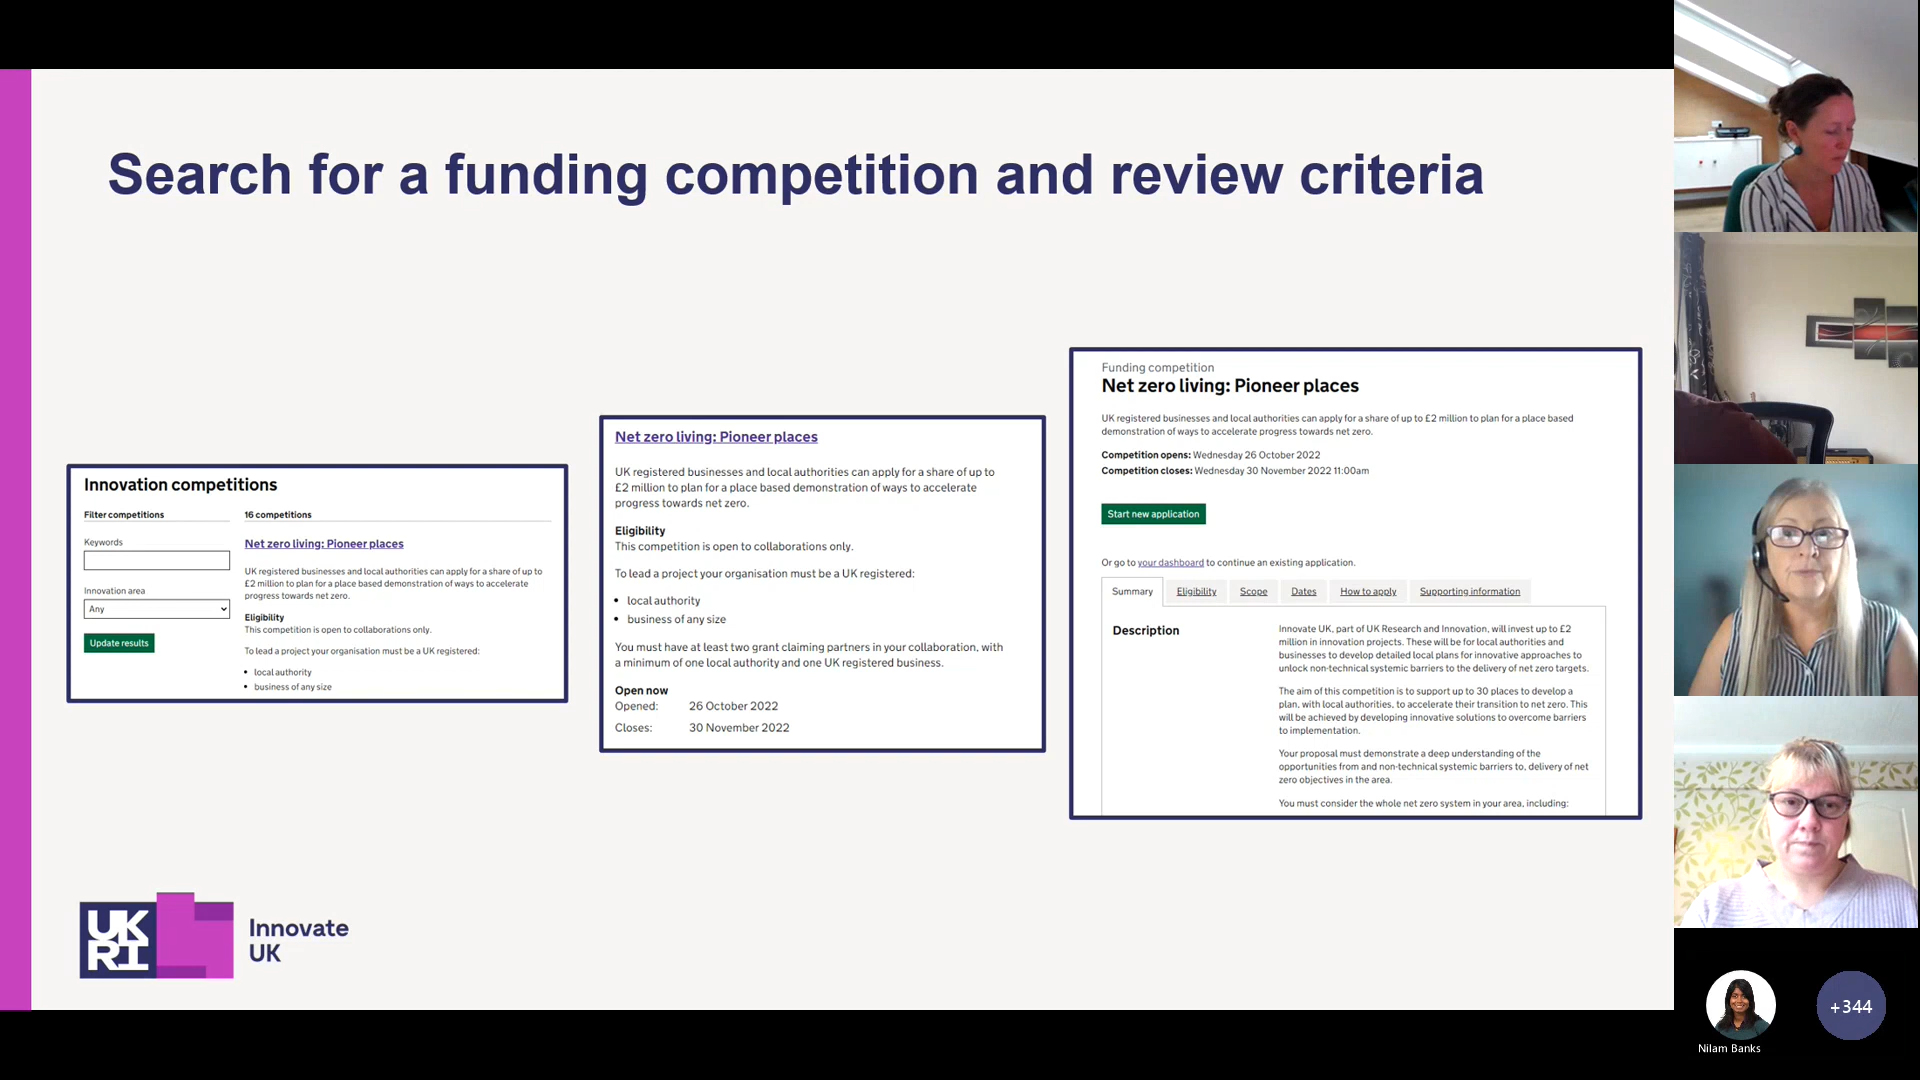 Search for a funding competition and review criteria
Innovation competitions
Filter competitions
Keywords
Innovation area
Any
Update results
16 competitions
Net zero living: Pioneer places
UK registered businesses and local authorities can apply for a share of up to
£2 million to plan for a place based demonstration of ways to accelerate
progress towards net zero.
Eligibility
This competition is open to collaborations only.
To lead a project your organisation must be a UK registered:
• local authority
• business of any size
Net zero living: Pioneer places
UK registered businesses and local authorities can apply for a share of up to
£2 million to plan for a place based demonstration of ways to accelerate
progress towards net zero.
Eligibility
This competition is open to collaborations only.
To lead a project your organisation must be a UK registered:
• local authority
• business of any size
You must have at least two grant claiming partners in your collaboration, with
a minimum of one local authority and one UK registered business.
Open now
Opened: 26 October 2022
Closes: 30 November 2022
Funding competition
Net zero living: Pioneer places
UK registered businesses and local authorities can apply for a share of up to £2 million to plan for a place based
demonstration of ways to accelerate progress towards net zero.
Competition opens: Wednesday 26 October 2022
Competition closes: Wednesday 30 November 2022 11:00am
Start new application
Or go to your dashboard to continue an existing application.
Summary Eligibility Scope Dates How to apply Supporting information
Description
Innovate UK, part of UK Research and Innovation, will invest up to £2
million in innovation projects. These will be for local authorities and
businesses to develop detailed local plans for innovative approaches to
unlock non-technical systemic barriers to the delivery of net zero targets.
The aim of this competition is to support up to 30 places to develop a
plan, with local authorities, to accelerate their transition to net zero. This
will be achieved by developing innovative solutions to overcome barriers
to implementation.
Your proposal must demonstrate a deep understanding of the
opportunities from and non-technical systemic barriers to, delivery of net
zero objectives in the area.
You must consider the whole net zero system in your area, including:
UK
RI
Innovate
UK
Nilam Banks
+344